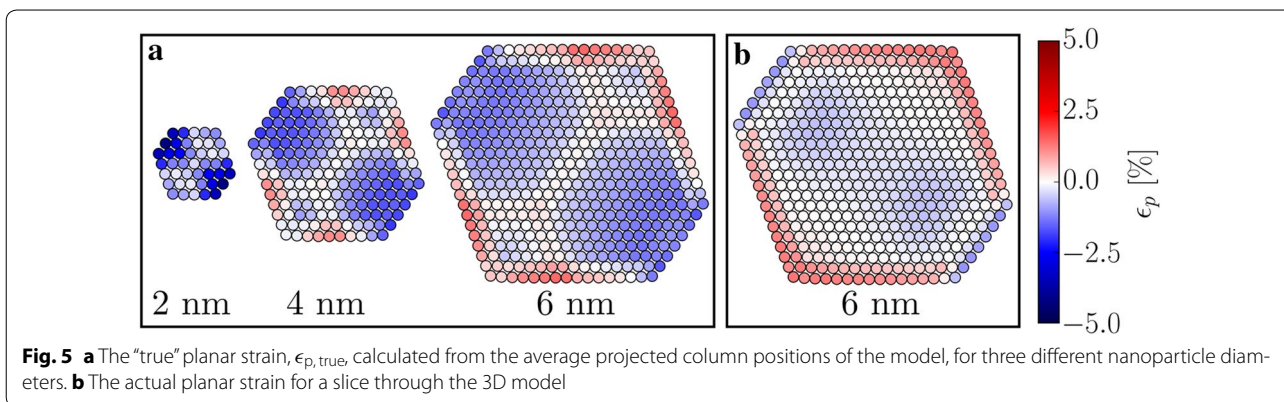 a
b
2 nm
4 nm
6 nm
6 nm
5.0
2.5
0.0
−2.5
−5.0
ϵp [%]
Fig. 5 a The “true” planar strain, ϵp, true, calculated from the average projected column positions of the model, for three different nanoparticle diam-
eters. b The actual planar strain for a slice through the 3D model